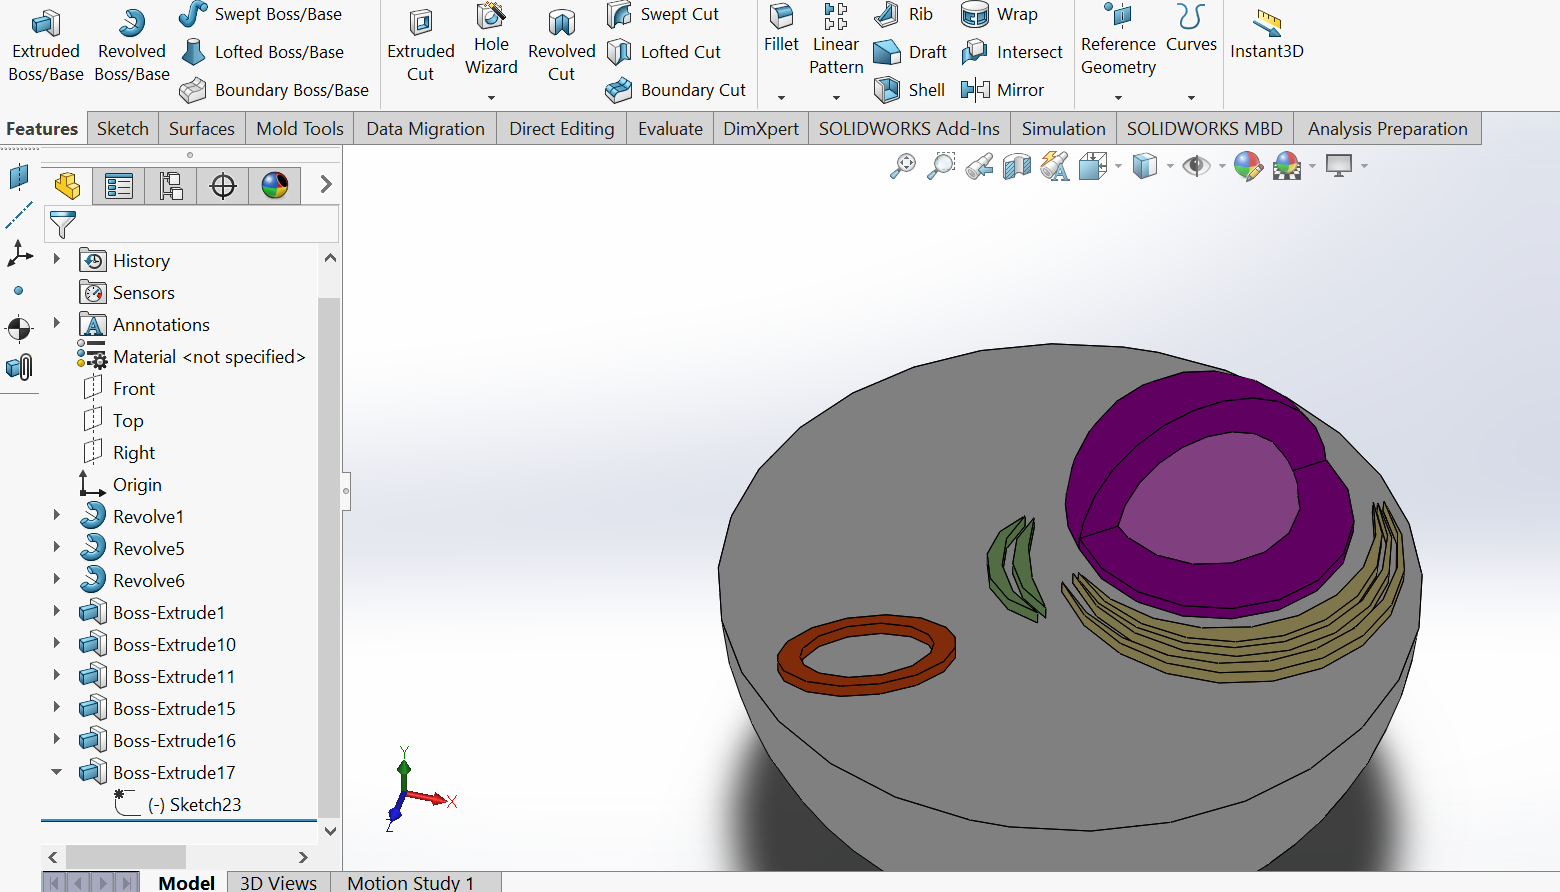 Extruded Boss/Base
Revolved Boss/Base
Swept Boss/Base
Lofted Boss/Base
Boundary Boss/Base
Extruded Cut
Hole Wizard
Revolved Cut
Swept Cut
Lofted Cut
Boundary Cut
Fillet
Linear Pattern
Rib
Draft
Shell
Wrap
Intersect
Mirror
Reference Geometry
Curves
Instant3D
Features
Sketch
Surfaces
Mold Tools
Data Migration
Direct Editing
Evaluate
DimXpert
SOLIDWORKS Add-Ins
Simulation
SOLIDWORKS MBD
Analysis Preparation
History
Sensors
Annotations
Material <not specified>
Front
Top
Right
Origin
Revolve1
Revolve5
Revolve6
Boss-Extrude1
Boss-Extrude10
Boss-Extrude11
Boss-Extrude15
Boss-Extrude16
Boss-Extrude17
(-) Sketch23
Y
X
Z
Model
3D Views
Motion Study 1